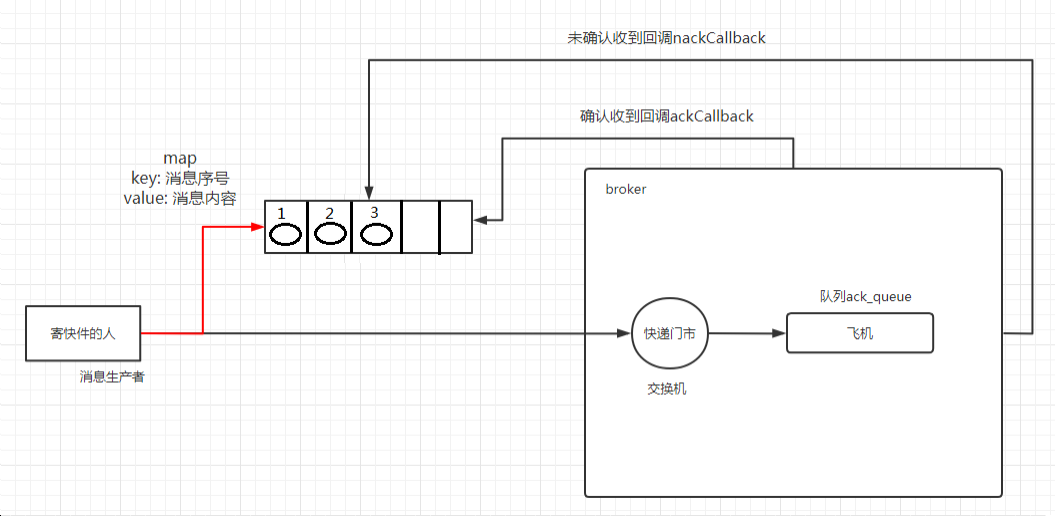 未确认收到回调nackCallback
确认收到回调ackCallback
map
key: 消息序号
value: 消息内容
broker
1
2
3
队列ack_queue
寄快件的人
快递门市
飞机
消息生产者
交换机